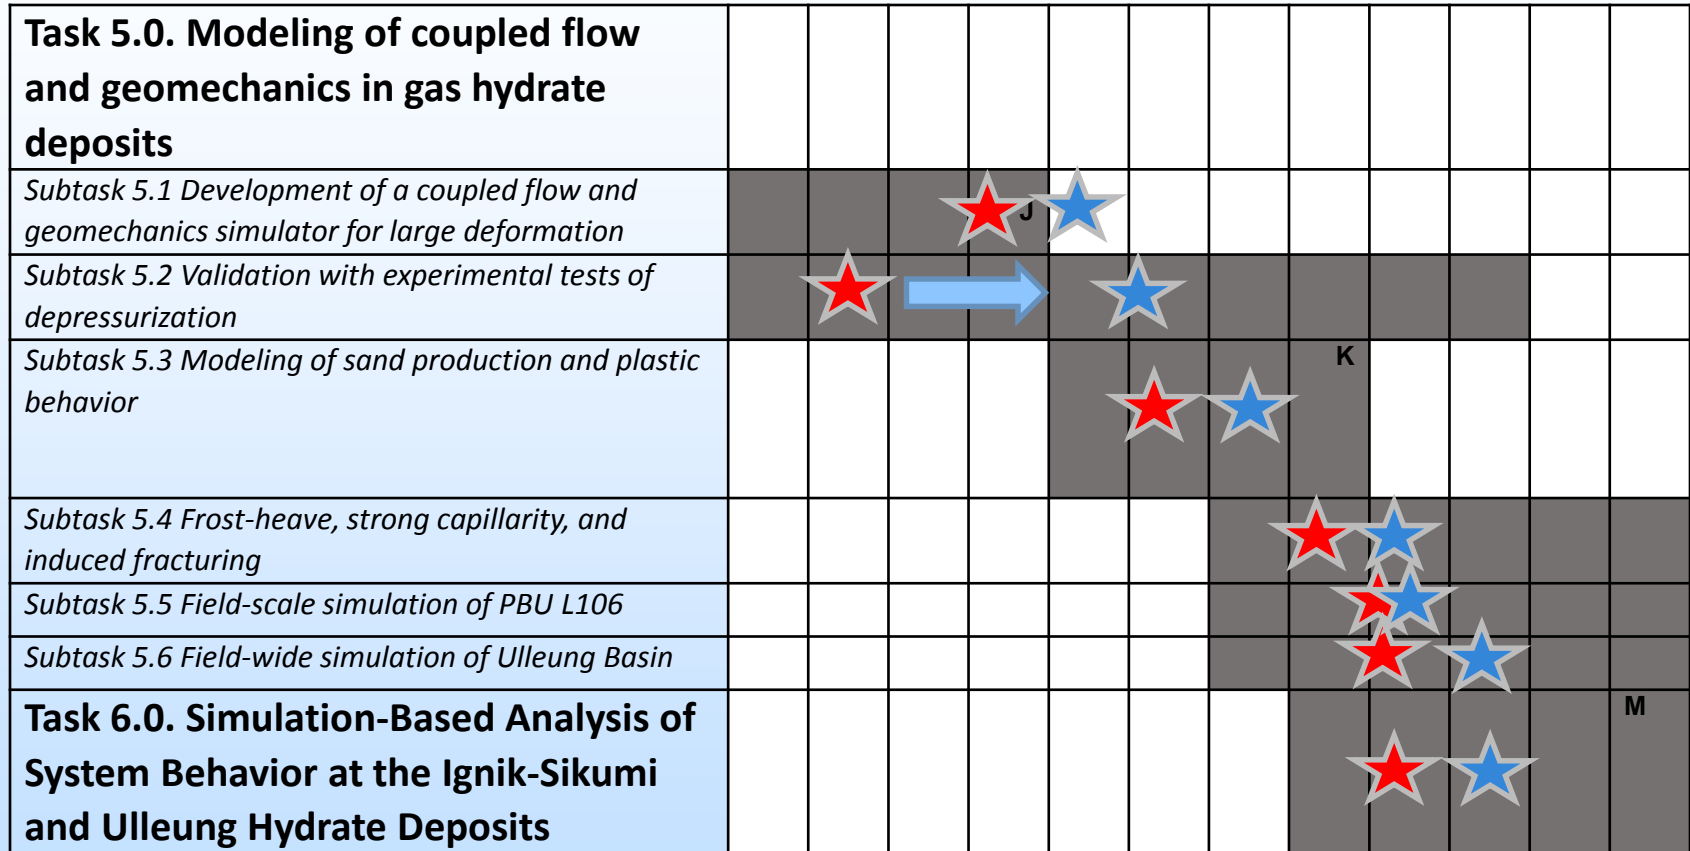 Task 5.0. Modeling of coupled flow
and geomechanics in gas hydrate
deposits
Subtask 5.1 Development of a coupled flow and
geomechanics simulator for large deformation
J
Subtask 5.2 Validation with experimental tests of
depressurization
Subtask 5.3 Modeling of sand production and plastic
behavior
K
Subtask 5.4 Frost-heave, strong capillarity, and
induced fracturing
Subtask 5.5 Field-scale simulation of PBU L106
Subtask 5.6 Field-wide simulation of Ulleung Basin
Task 6.0. Simulation-Based Analysis of
System Behavior at the Ignik-Sikumi
and Ulleung Hydrate Deposits
M